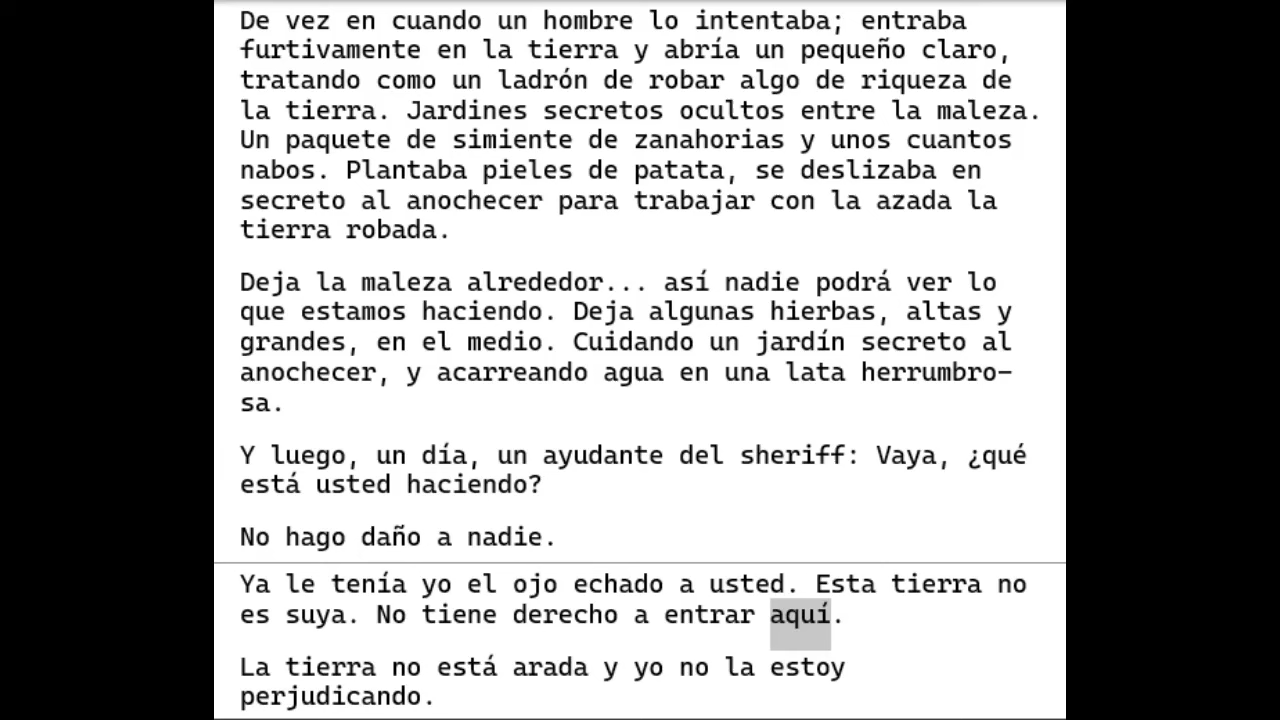 De vez en cuando un hombre lo intentaba; entraba
furtivamente en la tierra y abría un pequeño claro,
tratando como un ladrón de robar algo de riqueza de
la tierra. Jardines secretos ocultos entre la maleza.
Un paquete de simiente de zanahorias y unos cuantos
nabos. Plantaba pieles de patata, se deslizaba en
secreto al anochecer para trabajar con la azada la
tierra robada.
Deja la maleza alrededor... así nadie podrá ver lo
que estamos haciendo. Deja algunas hierbas, altas y
grandes, en el medio. Cuidando un jardín secreto al
anochecer, y acarreando agua en una lata herrumbro-
sa.
Y luego, un día, un ayudante del sheriff: Vaya, ¿qué
está usted haciendo?
No hago daño a nadie.
Ya le tenía yo el ojo echado a usted. Esta tierra no
es suya. No tiene derecho a entrar aquí.
La tierra no está arada y yo no la estoy
perjudicando.